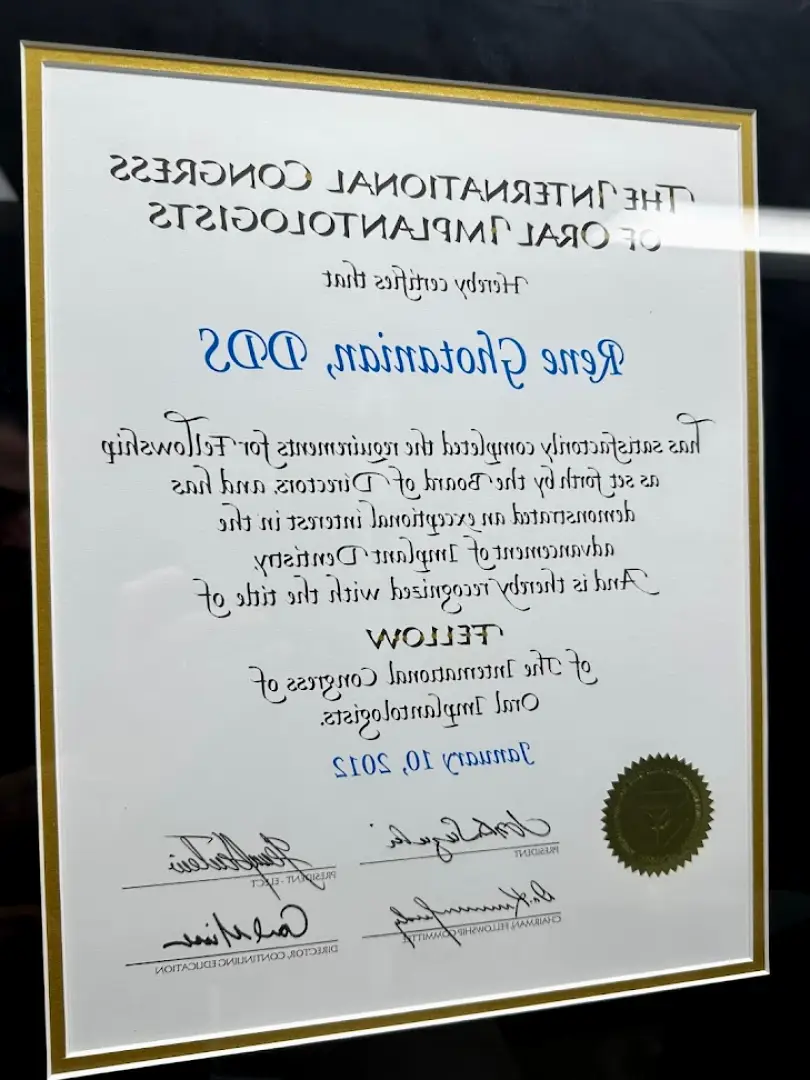 THE INTERNATIONAL CONGRESS
OF ORAL IMPLANTOLOGISTS
Hereby certifies that
Rene Ghotanian, DDS
has satisfactorily completed the requirements for Fellowship
as set forth by the Board of Directors, and has
demonstrated an exceptional interest in the
advancement of Implant Dentistry.
And is thereby recognized with the title of
FELLOW
of The International Congress of
Oral Implantologists.
January 10, 2012
PRESIDENT
PRESIDENT - ELECT
CHAIRMAN, FELLOWSHIP COMMITTE
DIRECTOR, CONTINUING EDUCATION